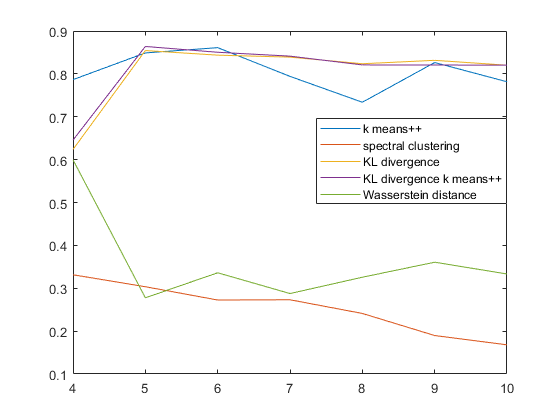 0.9
0.8
0.7
0.6
0.5
0.4
0.3
0.2
0.1
k means++
spectral clustering
KL divergence
KL divergence k means++
Wasserstein distance
4 5 6 7 8 9 10